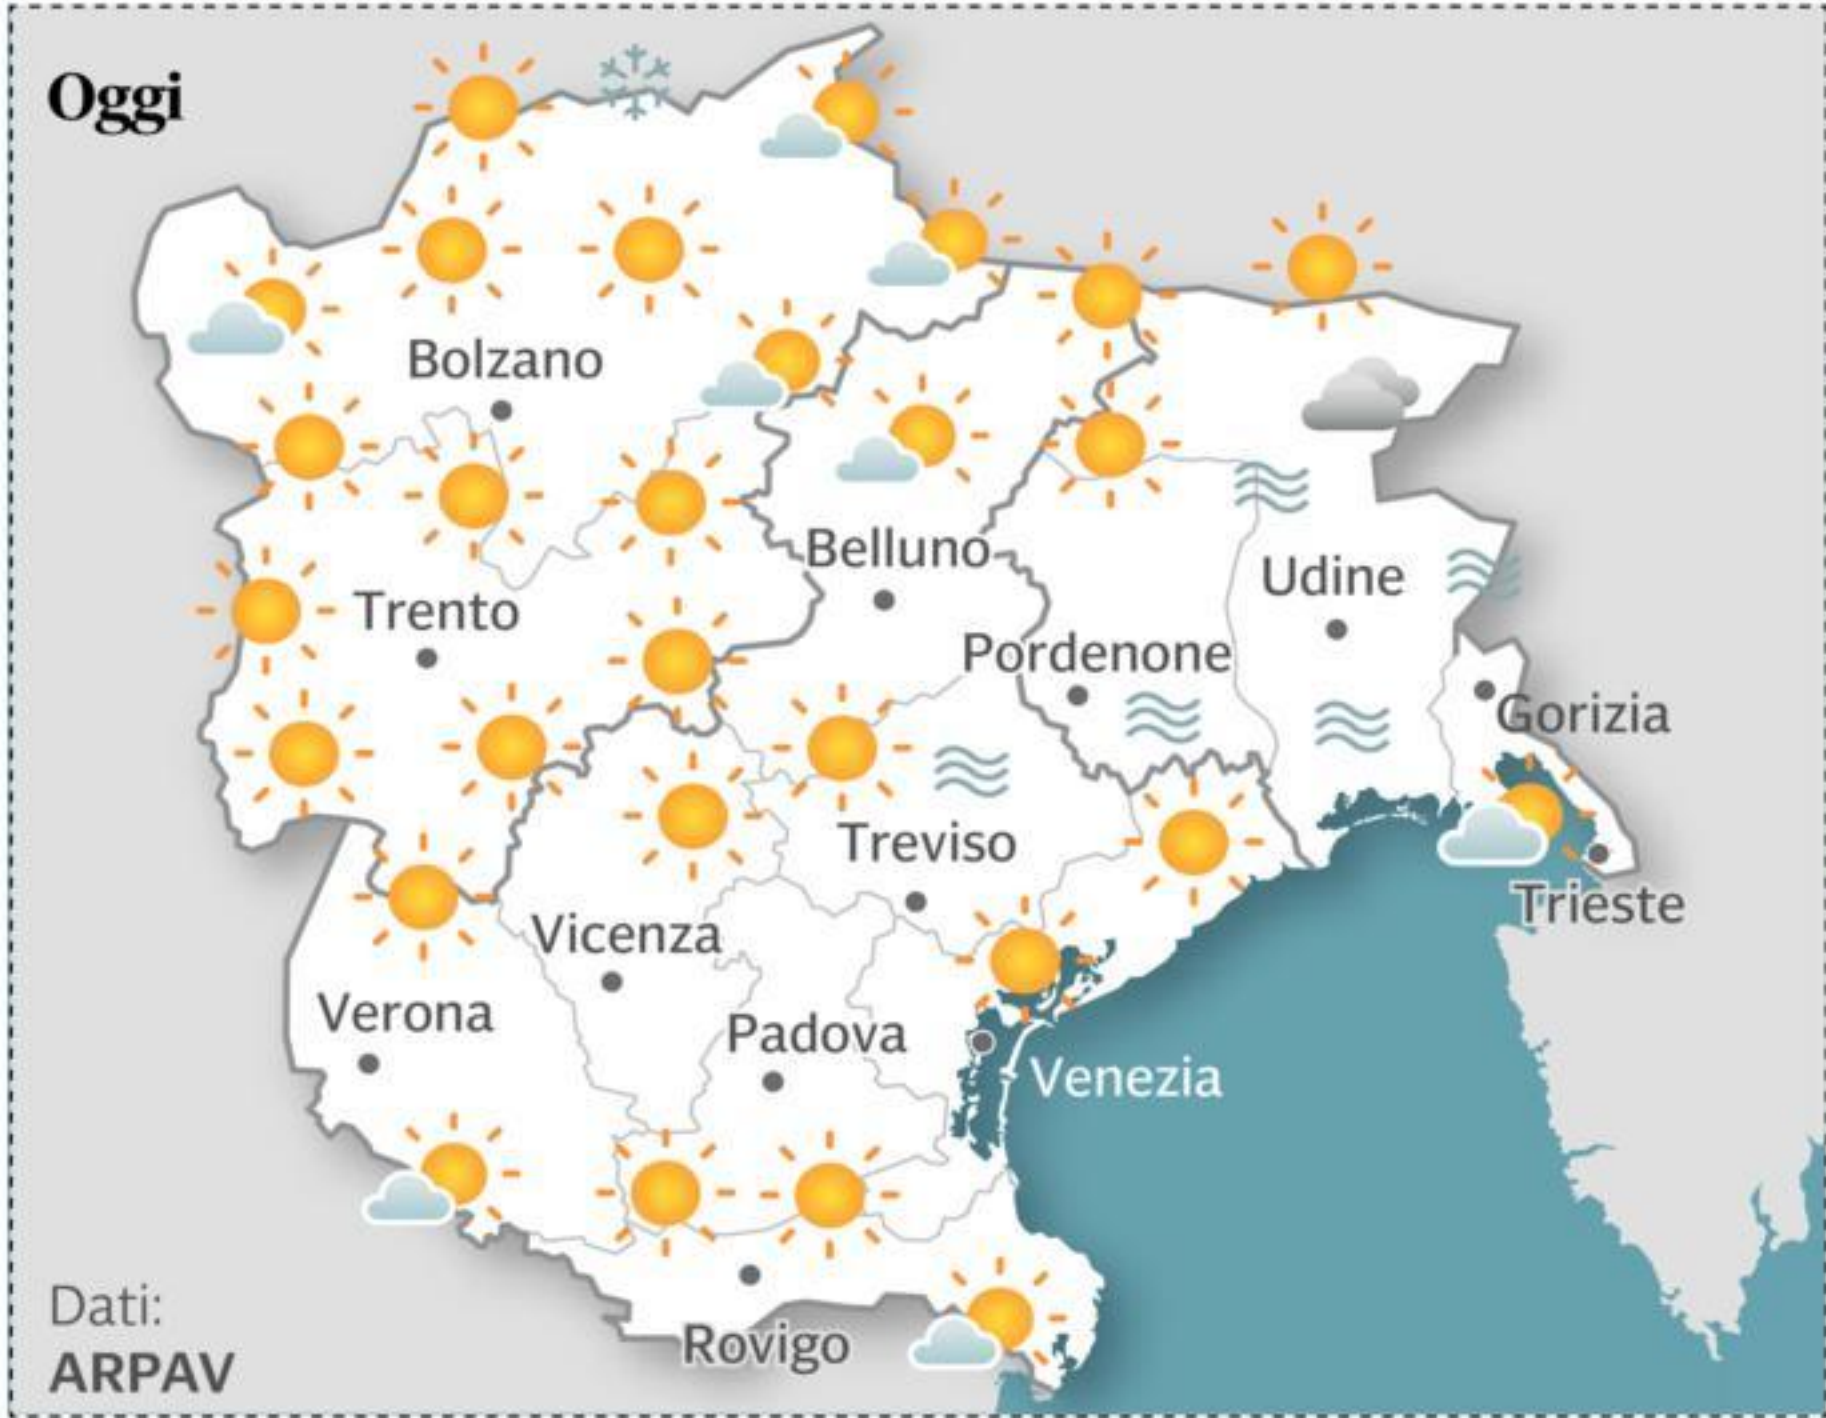 Oggi
Bolzano
Belluno
Udine
Trento
Pordenone
Gorizia
Treviso
Trieste
Vicenza
Verona
Padova
Venezia
Rovigo
Dati:
ARPAV